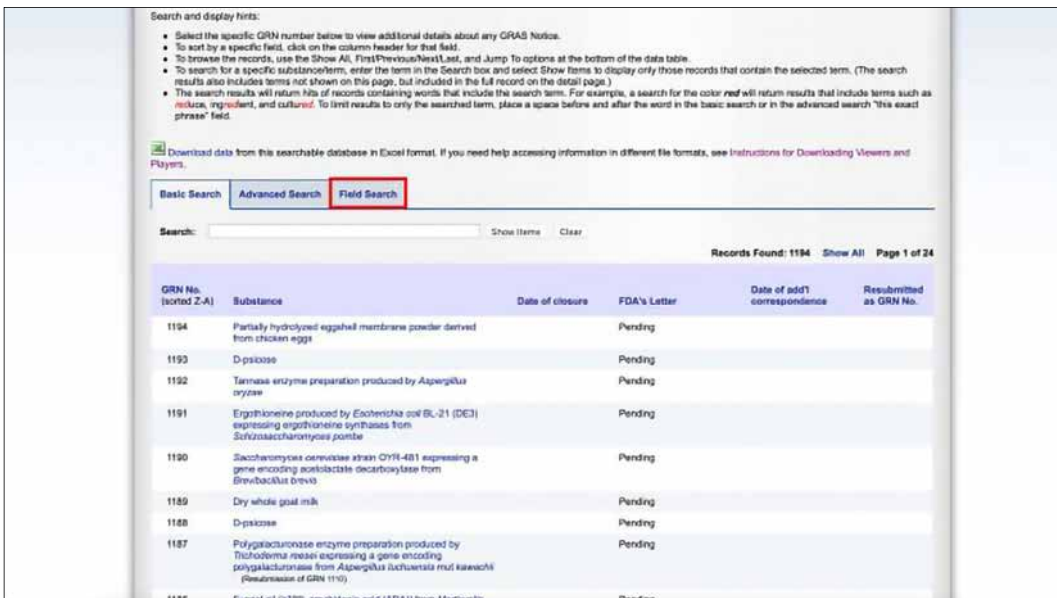 Search and display hints:
Select the specific GRN number below to view additional details about any GRAS Notice.
To sort by a specific field, click on the column header for that field.
To browse the records, use the Show All, First/Previous/Next/Last, and Jump To options at the bottom of the data table.
To search for a specific substance/term, enter the term in the Search box and select Show Items to display only those records that contain the selected term. (The search
results also includes terms not shown on this page, but included in the full record on the detail page.)
The search results will return hits of records containing words that include the search term. For example, a search for the color red will return results that include terms such as
reduce, ingredient, and cultured. To limit results to only the searched term, place a space before and after the word in the basic search or in the advanced search "this exact
phrase" field.
Download data from this searchable database in Excel format. If you need help accessing information in different file formats, see Instructions for Downloading Viewers and
Players.
Basic Search Advanced Search Field Search
Search: Show Items Clear
Records Found: 1194 Show All Page 1 of 24
GRN No. (sorted Z-A) Substance Date of closure FDA's Letter Date of add'l correspondence Resubmitted as GRN No.
1194 Partially hydrolyzed eggshell membrane powder derived Pending
from chicken eggs
1193 D-psicose Pending
1192 Tannase enzyme preparation produced by Aspergillus Pending
oryzae
1191 Ergothioneine produced by Escherichia coli BL-21 (DE3) Pending
expressing ergothioneine synthases from
Schizosaccharomyces pombe
1190 Saccharomyces cerevisiae strain OYR-481 expressing a Pending
gene encoding acetolactate decarboxylase from
Brevibacillus brevis
1189 Dry whole goat milk Pending
1188 D-psicose Pending
1187 Polygalacturonase enzyme preparation produced by Pending
Trichoderma reesei expressing a gene encoding
polygalacturonase from Aspergillus luchuensis mut kawachii
(Resubmission of GRN 1110)